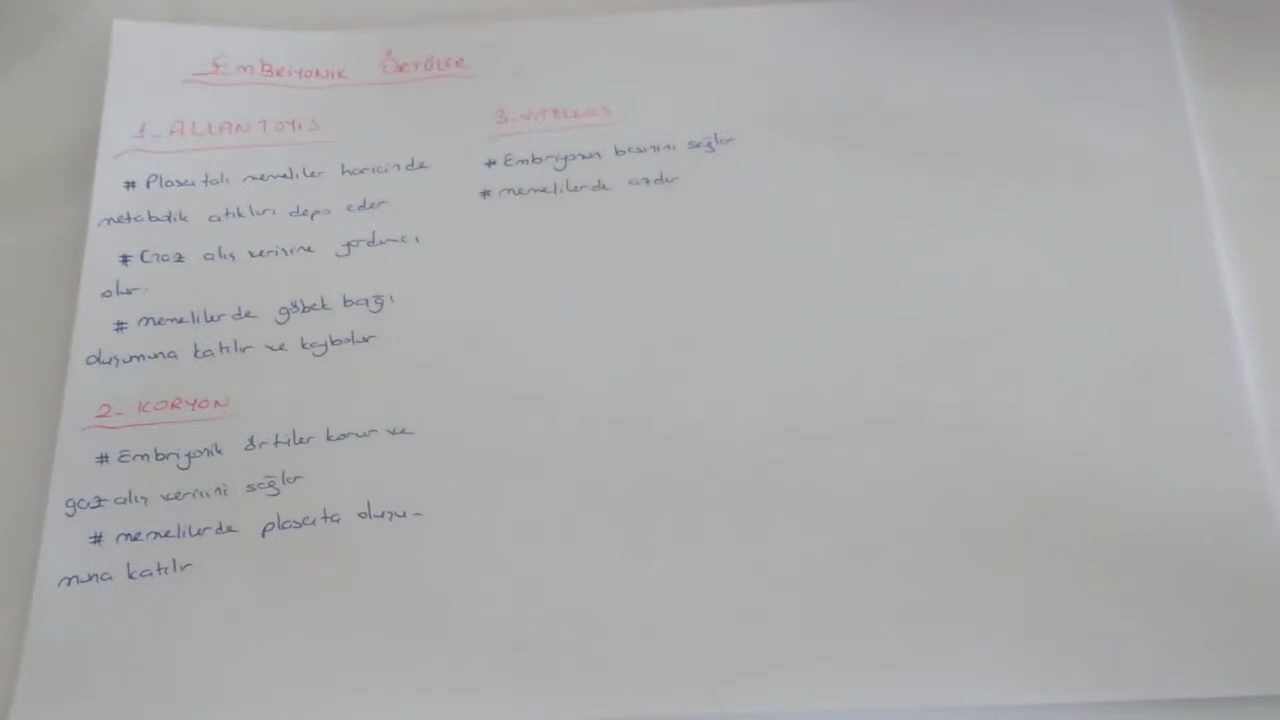 Embriyonik Örtüler
1- ALLANTOYİS
# Plasentalı memeliler haricinde
metabolik atıkları depo eder
# Gaz alış verişine yardımcı
olur.
# memelilerde göbek bağı
oluşumuna katılır ve kaybolur
2- KORYON
# Embriyonik örtüler korur ve
gaz alış verişini sağlar
# memelilerde plasenta oluşu-
muna katılır
3- VİTELLÜS
# Embriyonun besinini sağlar
# memelilerde azdır